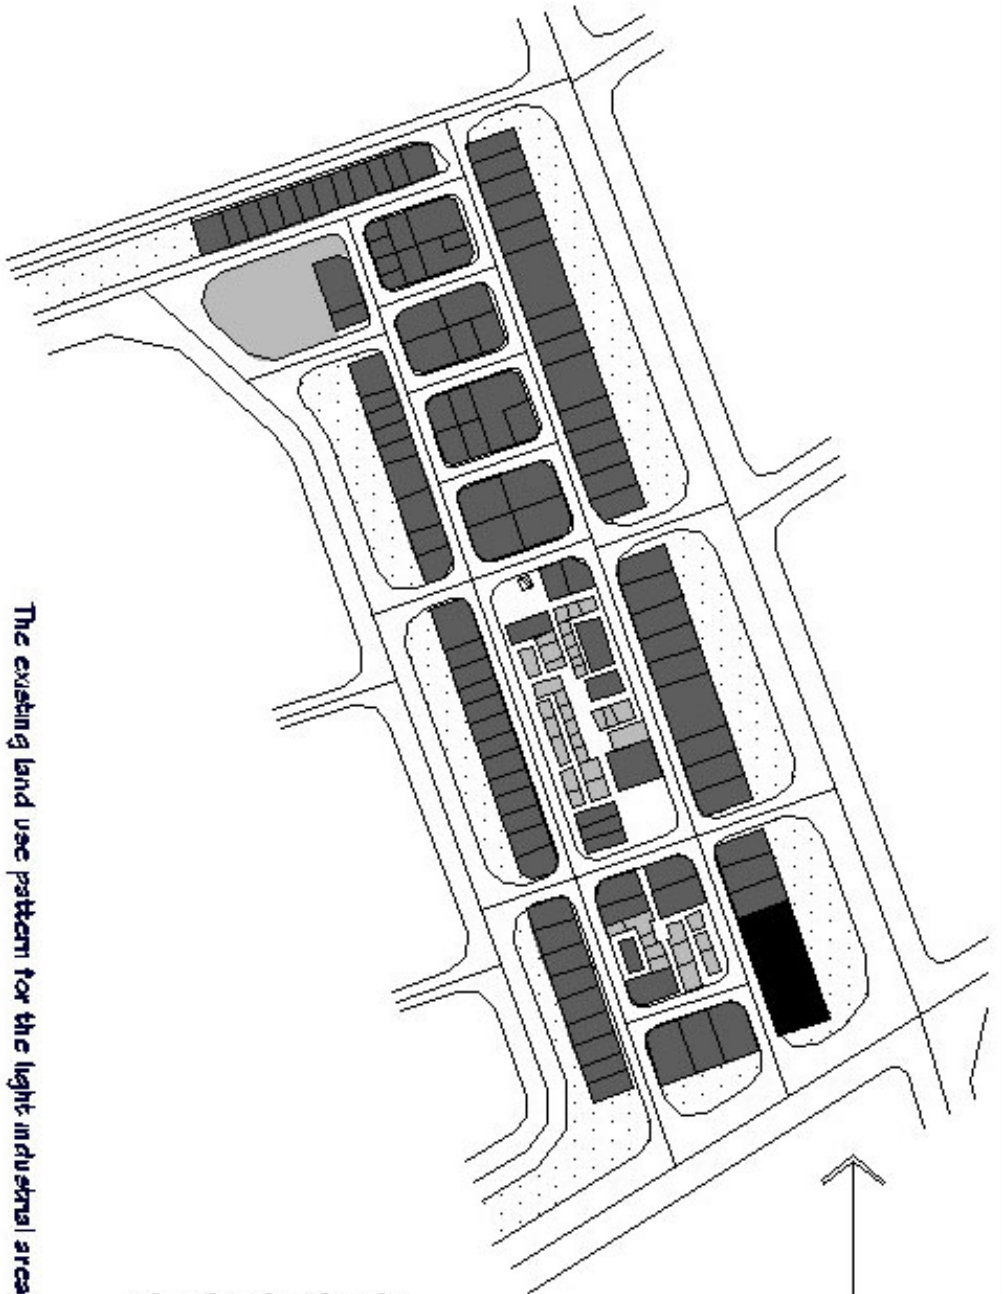 The existing land use pattern for the light industrial area